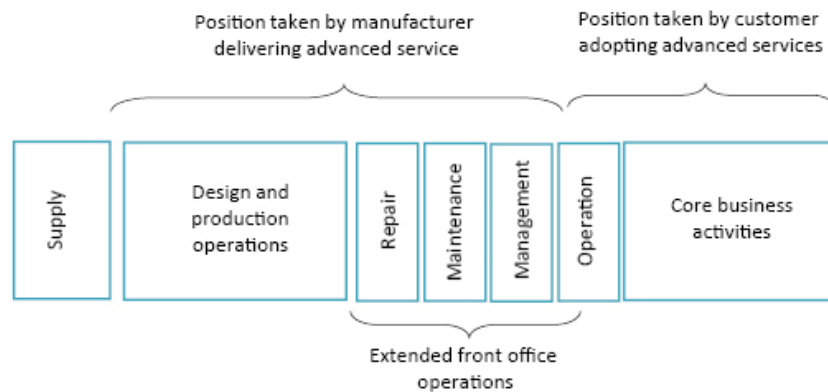 Position taken by manufacturer
delivering advanced service
Position taken by customer
adopting advanced services
Supply
Design and
production
operations
Repair
Maintenance
Management
Operation
Core business
activities
Extended front office
operations